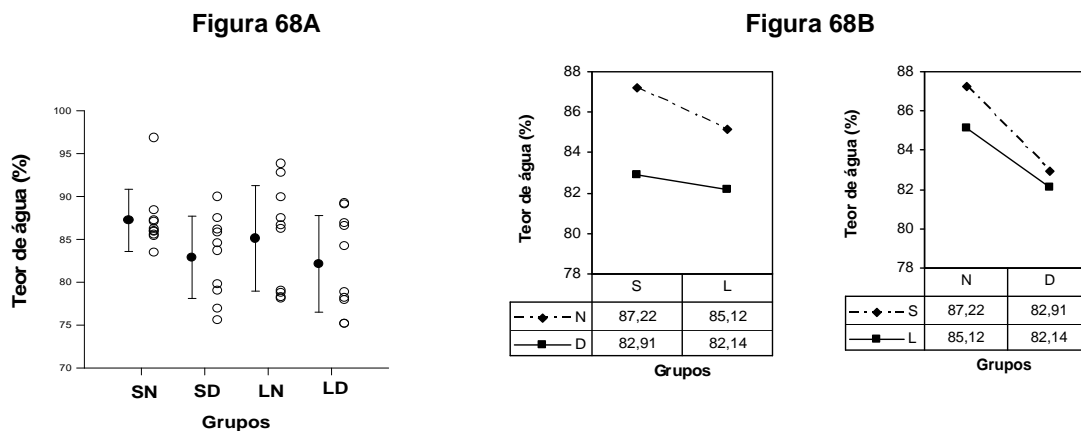 Figura 68A
Figura 68B
Teor de água (%)
100
95
90
85
80
75
70
SN SD LN LD
Grupos
Teor de água (%)
88
86
84
82
80
78
S L
N 87,22 85,12
D 82,91 82,14
Grupos
Teor de água (%)
88
86
84
82
80
78
N D
S 87,22 82,91
L 85,12 82,14
Grupos